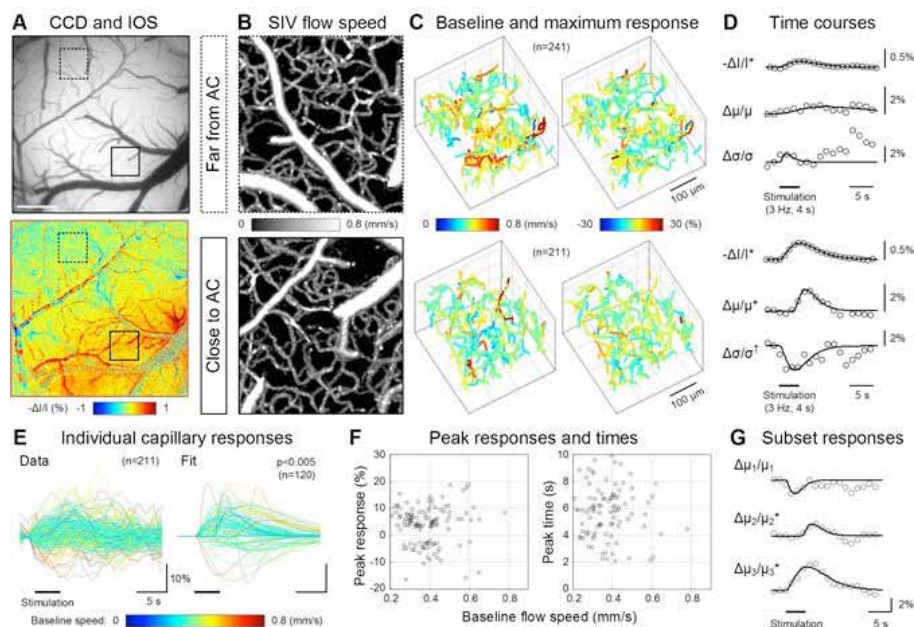 A CCD and IOS
B SIV flow speed
C Baseline and maximum response
D Time courses
Far from AC
(n=241)
100 µm
-ΔI/I*
0.5%
Δµ/µ
2%
Δσ/σ
2%
Stimulation
(3 Hz, 4 s)
5 s
0 0.8 (mm/s)
0 0.8 (mm/s)
-30 30 (%)
Close to AC
(n=211)
100 µm
-ΔI/I (%) -1 1
-ΔI/I*
0.5%
Δµ/µ*
2%
Δσ/σ†
2%
Stimulation
(3 Hz, 4 s)
5 s
E Individual capillary responses
Data (n=211)
Fit p<0.005
(n=120)
10%
Stimulation 5 s
Baseline speed: 0 0.8 (mm/s)
F Peak responses and times
Peak response (%)
30
20
10
0
-10
-20
0.2 0.4 0.6 0.8
Peak time (s)
10
8
6
4
2
0
0.2 0.4 0.6 0.8
Baseline flow speed (mm/s)
G Subset responses
Δµ1/µ1
Δµ2/µ2*
Δµ3/µ3*
2%
Stimulation 5 s